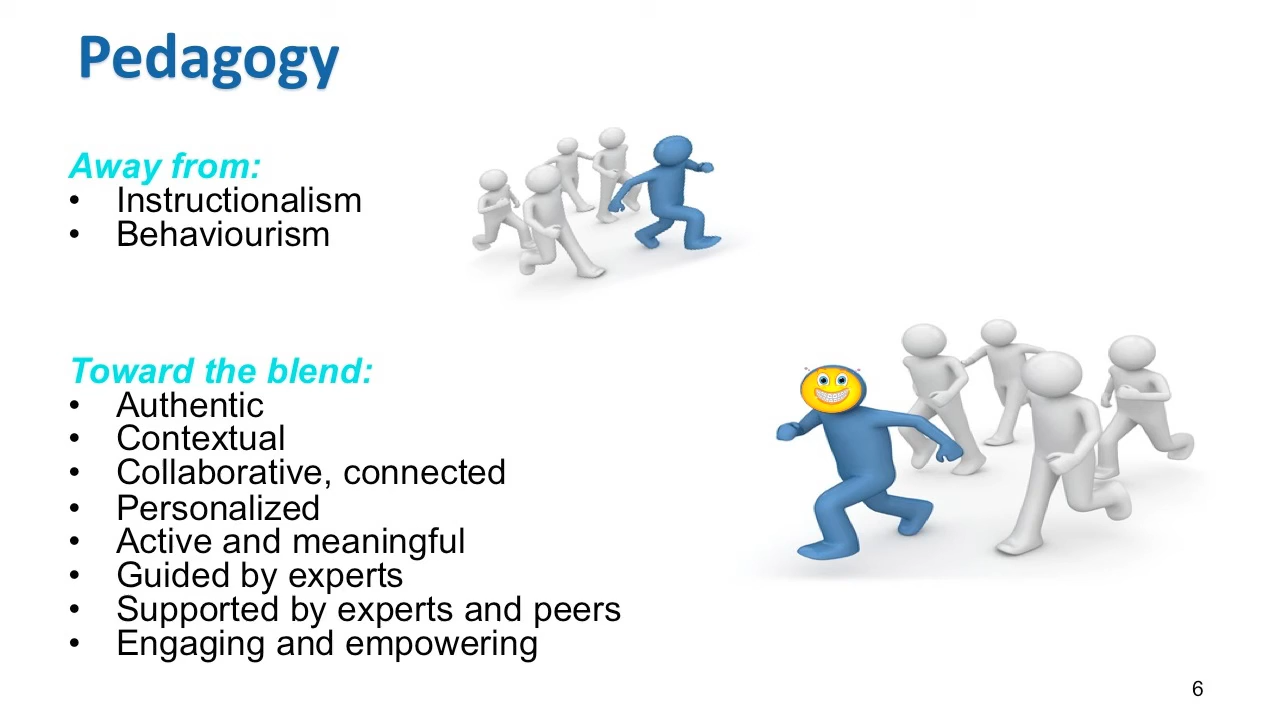 Pedagogy
Away from:
• Instructionalism
• Behaviourism
Toward the blend:
• Authentic
• Contextual
• Collaborative, connected
• Personalized
• Active and meaningful
• Guided by experts
• Supported by experts and peers
• Engaging and empowering
6